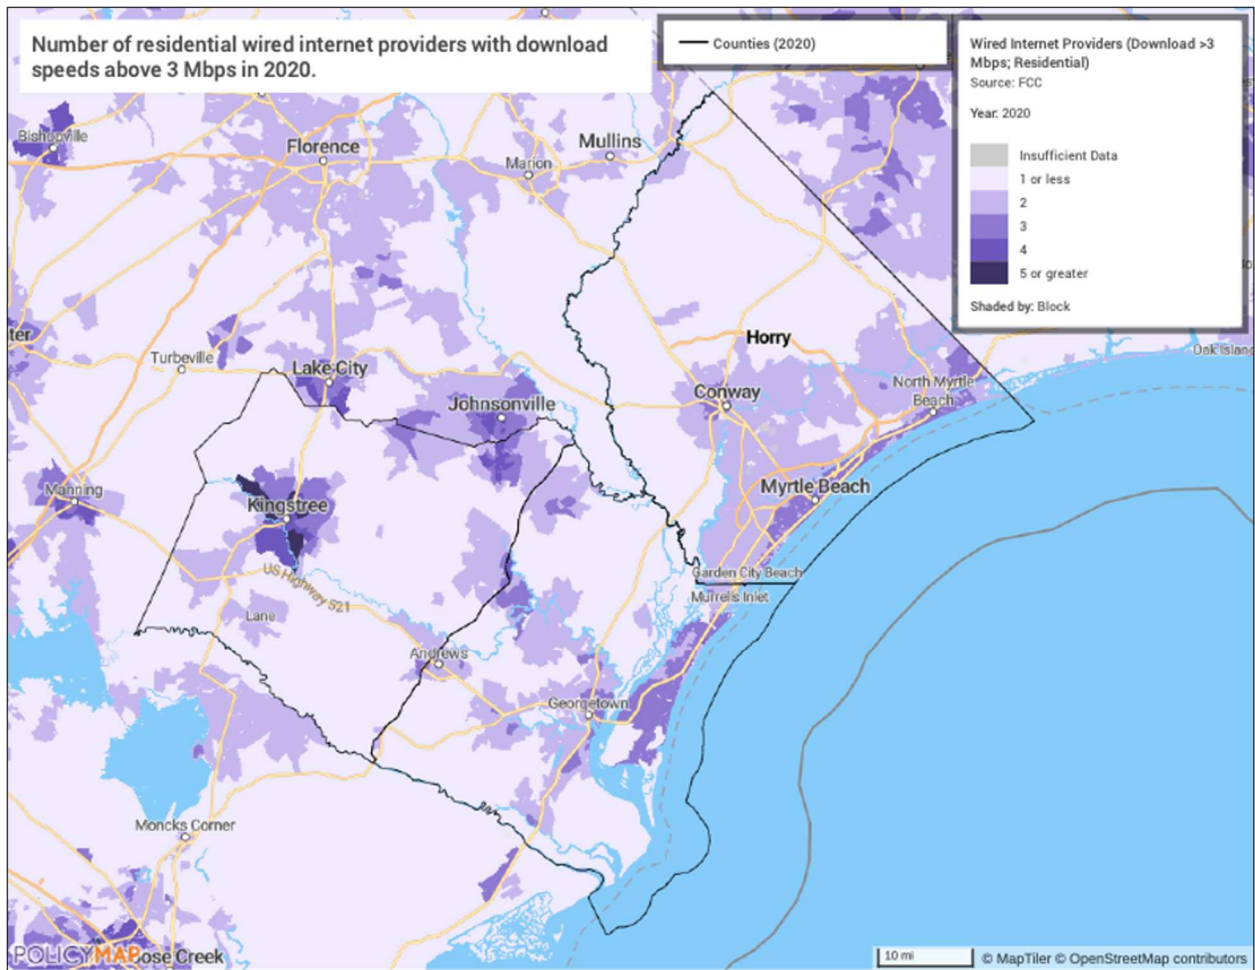 Number of residential wired internet providers with download
speeds above 3 Mbps in 2020.
Counties (2020)
Wired Internet Providers (Download >3
Mbps; Residential)
Source: FCC
Year: 2020
Insufficient Data
1 or less
2
3
4
5 or greater
Shaded by: Block
Bishopville
Florence
Mullins
Marion
ter
Turbeville
Lake City
Horry
Oak Island
Conway
North Myrtle
Beach
Johnsonville
Manning
Kingstree
Myrtle Beach
US Highway 521
Garden City Beach
Murrells Inlet
Lane
Andrews
Georgetown
Moncks Corner
POLICYMAP
oose Creek
10 mi
© MapTiler © OpenStreetMap contributors